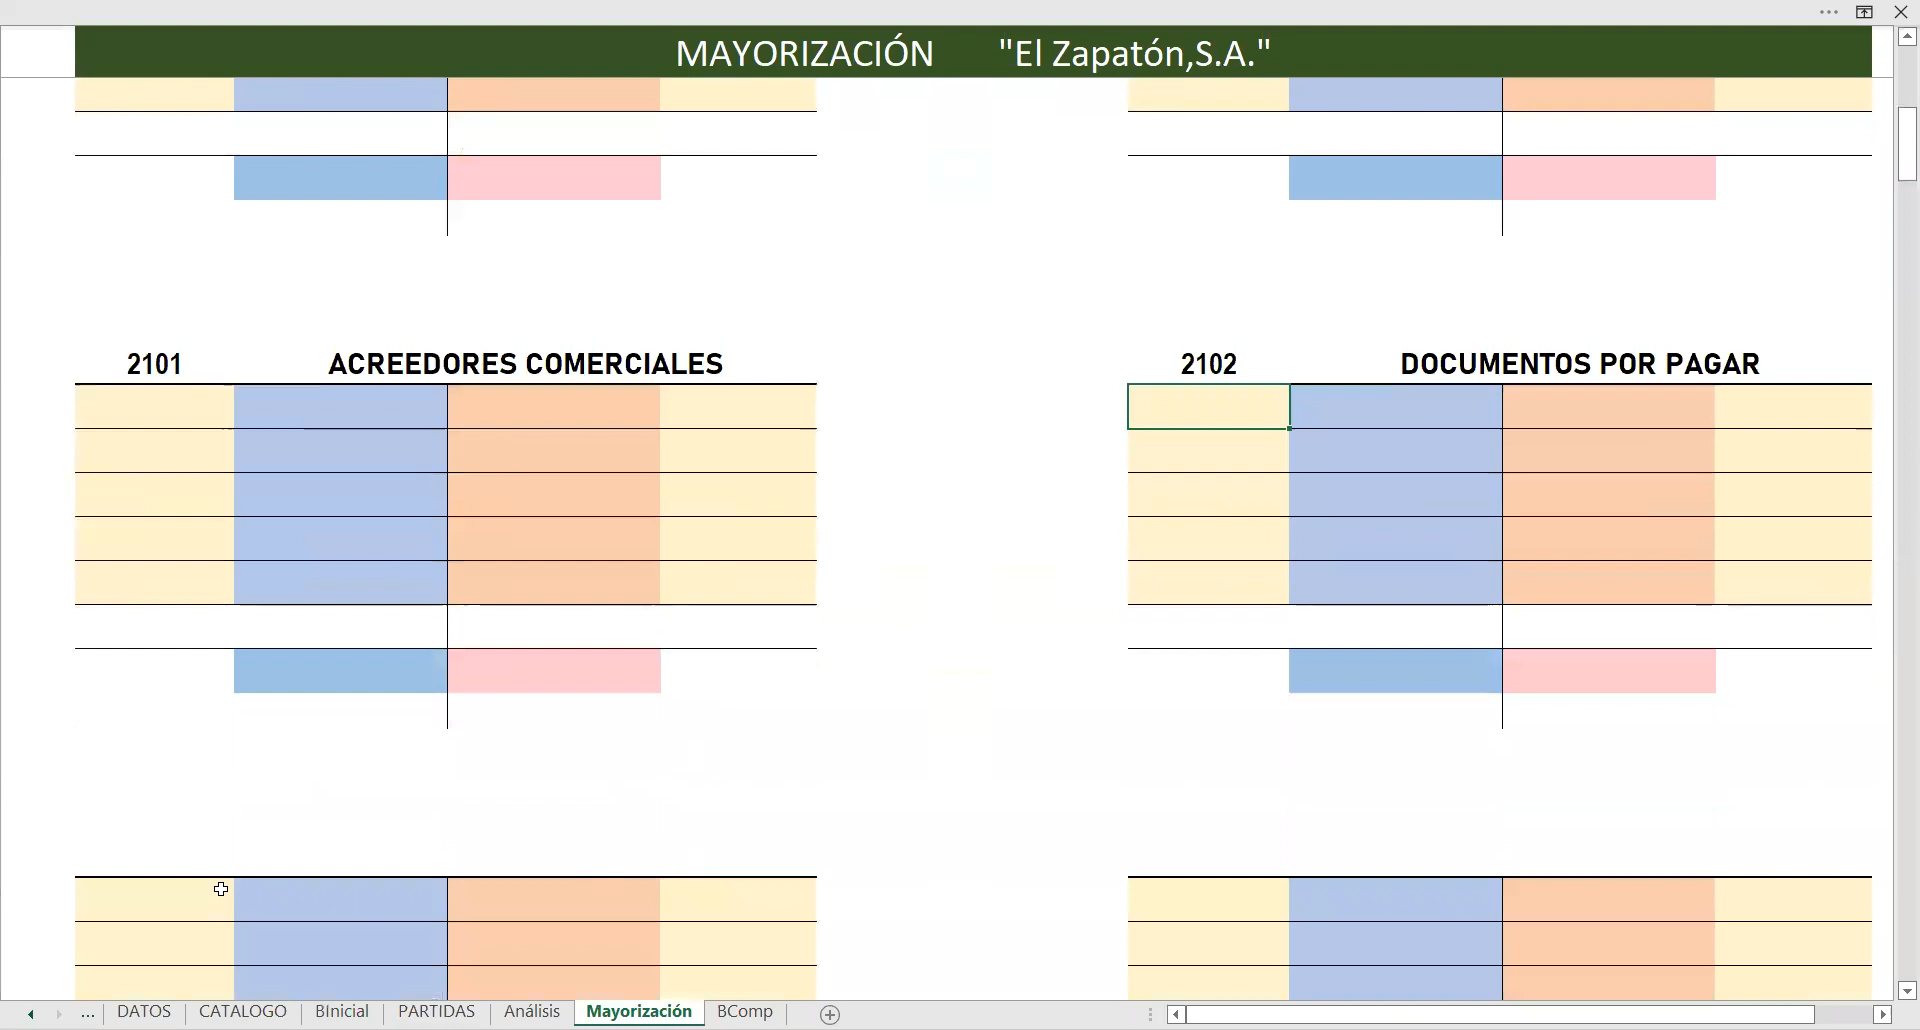 MAYORIZACIÓN "El Zapatón,S.A."
2101 ACREEDORES COMERCIALES
2102 DOCUMENTOS POR PAGAR
... DATOS CATALOGO BInicial PARTIDAS Análisis Mayorización BComp